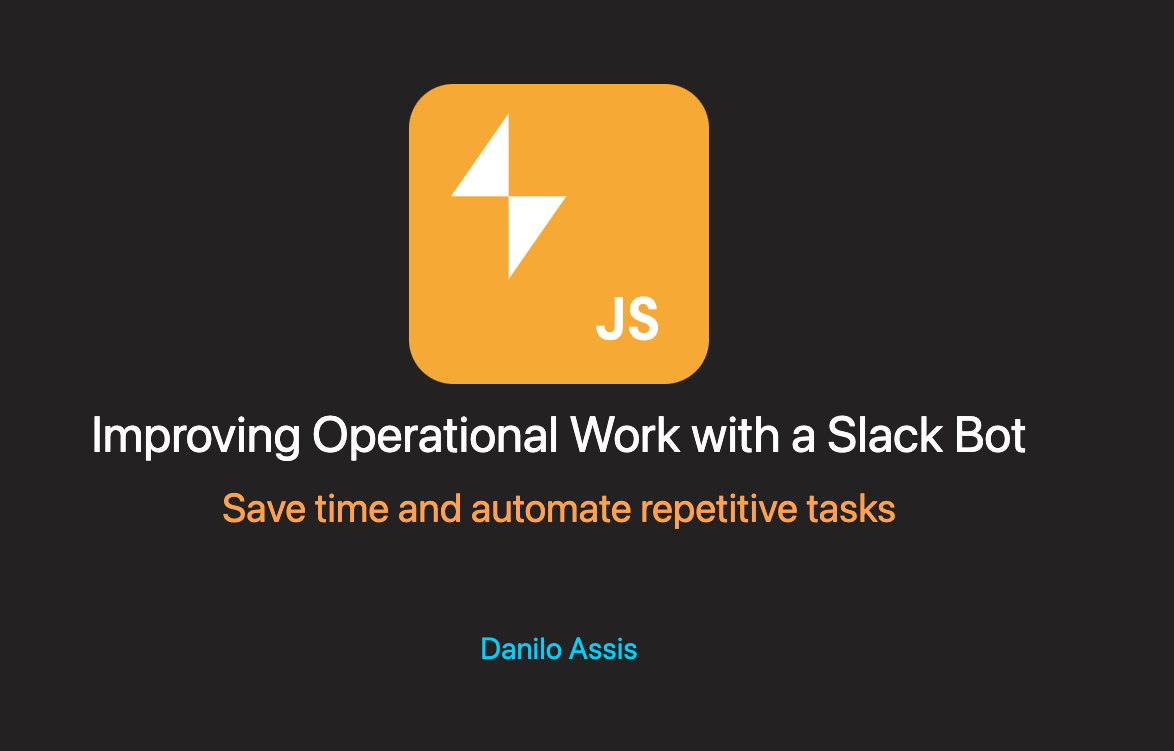 JS
Improving Operational Work with a Slack Bot
Save time and automate repetitive tasks
Danilo Assis